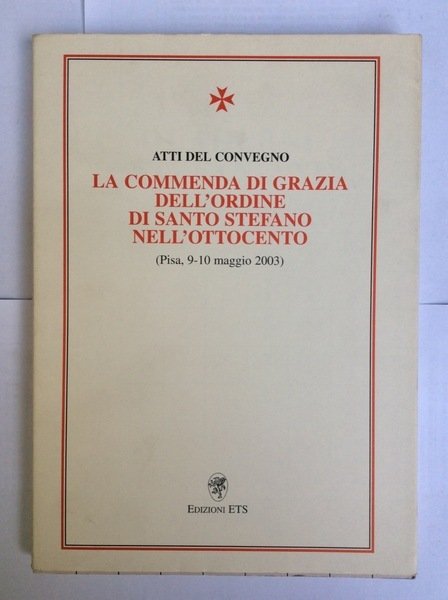 ATTI DEL CONVEGNO
LA COMMENDA DI GRAZIA
DELL'ORDINE
DI SANTO STEFANO
NELL'OTTOCENTO
(Pisa, 9-10 maggio 2003)
EDIZIONI ETS